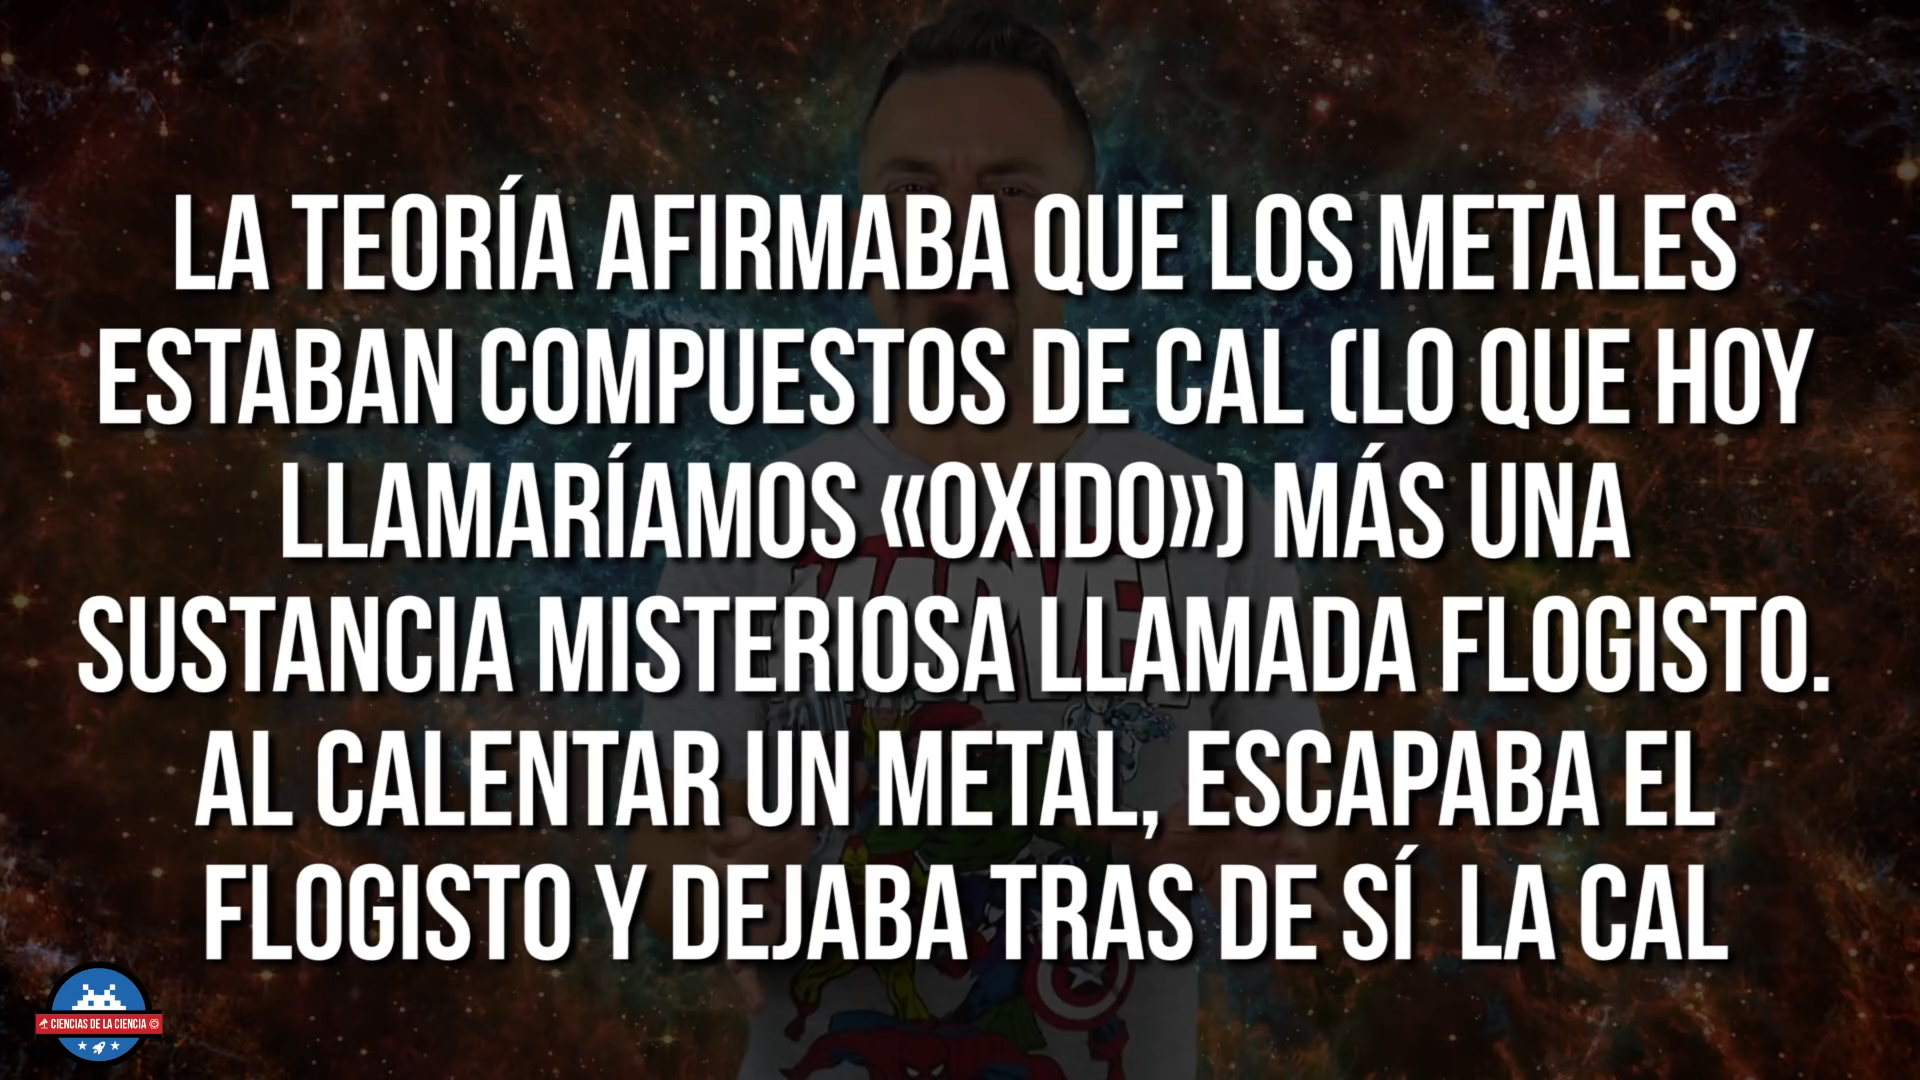 LA TEORÍA AFIRMABA QUE LOS METALES
ESTABAN COMPUESTOS DE CAL (LO QUE HOY
LLAMARÍAMOS «OXIDO») MÁS UNA
SUSTANCIA MISTERIOSA LLAMADA FLOGISTO.
AL CALENTAR UN METAL, ESCAPABA EL
FLOGISTO Y DEJABA TRAS DE SÍ LA CAL
CIENCIAS DE LA CIENCIA